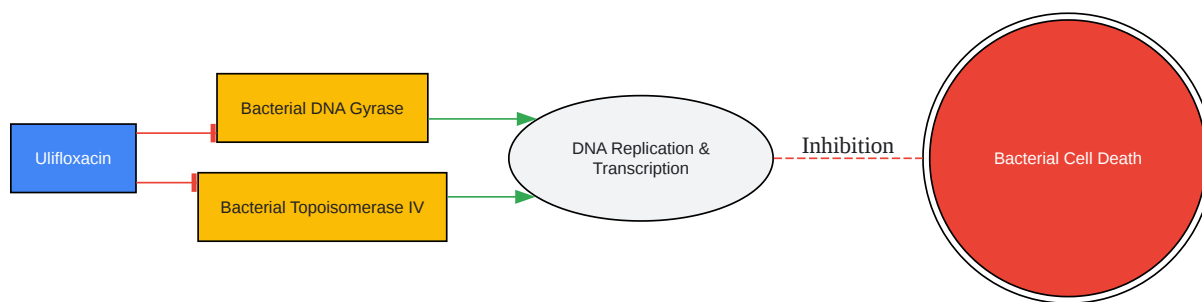 Ulifloxacin
Bacterial DNA Gyrase
Bacterial Topoisomerase IV
DNA Replication &
Transcription
Inhibition
Bacterial Cell Death